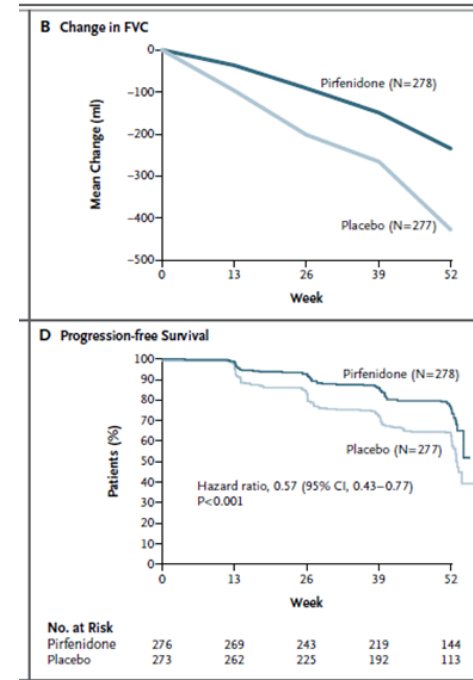 B Change in FVC
0
−100
−200
−300
−400
−500
Mean Change (ml)
Pirfenidone (N=278)
Placebo (N=277)
0 13 26 39 52
Week
D Progression-free Survival
100
90
80
70
60
50
40
30
20
10
0
Patients (%)
Pirfenidone (N=278)
Placebo (N=277)
Hazard ratio, 0.57 (95% CI, 0.43–0.77)
P<0.001
0 13 26 39 52
Week
No. at Risk
Pirfenidone 276 269 243 219 144
Placebo 273 262 225 192 113